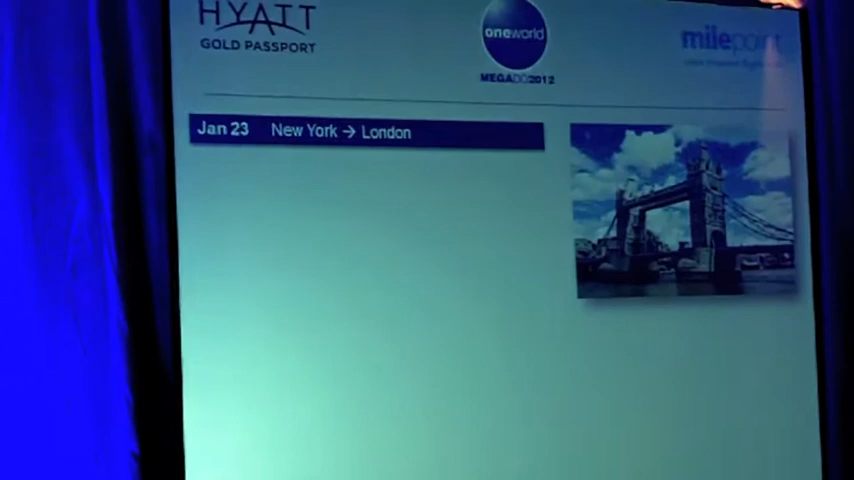 HYATT
GOLD PASSPORT
oneworld
MEGADO2012
milepoint
Jan 23 New York → London